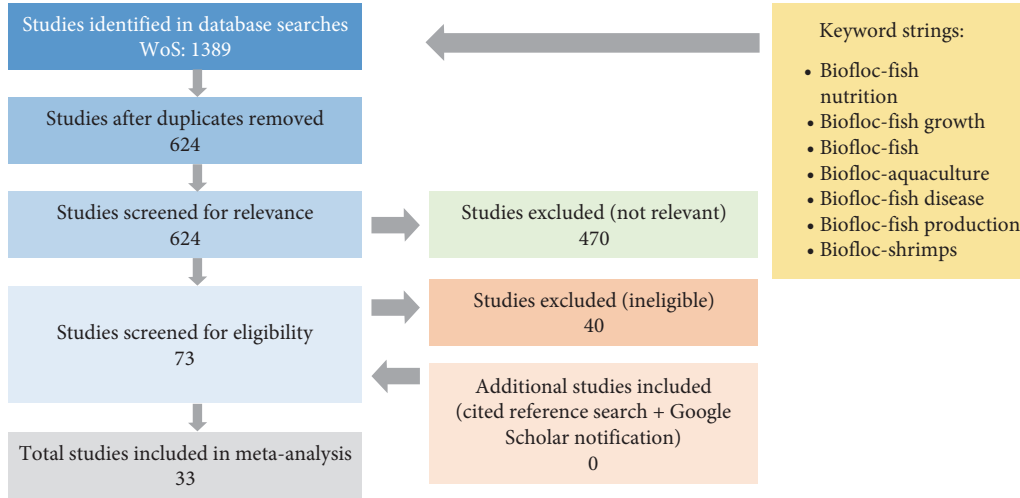 Studies identified in database searches
WoS: 1389
Studies after duplicates removed
624
Studies screened for relevance
624
Studies excluded (not relevant)
470
Studies screened for eligibility
73
Studies excluded (ineligible)
40
Additional studies included
(cited reference search + Google
Scholar notification)
0
Total studies included in meta-analysis
33
Keyword strings:
• Biofloc-fish
nutrition
• Biofloc-fish growth
• Biofloc-fish
• Biofloc-aquaculture
• Biofloc-fish disease
• Biofloc-fish production
• Biofloc-shrimps